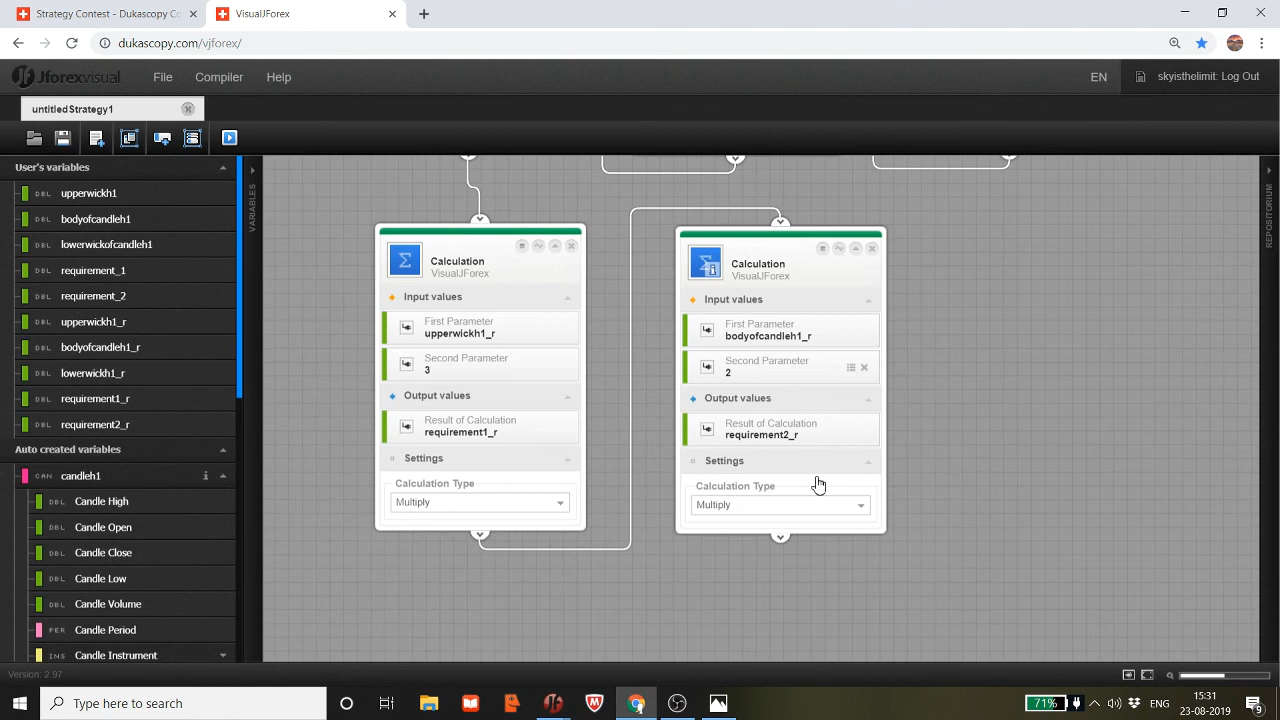 Strategy Contest - Dukascopy Co
VisualJForex
dukascopy.com/vjforex/
Jforexvisual
File
Compiler
Help
EN
skyisthelimit: Log Out
untitledStrategy1
User's variables
DBL upperwickh1
DBL bodyofcandleh1
DBL lowerwickofcandleh1
DBL requirement_1
DBL requirement_2
DBL upperwickh1_r
DBL bodyofcandleh1_r
DBL lowerwickh1_r
DBL requirement1_r
DBL requirement2_r
Auto created variables
CAN candleh1
DBL Candle High
DBL Candle Open
DBL Candle Close
DBL Candle Low
DBL Candle Volume
PER Candle Period
INS Candle Instrument
VARIABLES
Calculation
VisualJForex
Input values
First Parameter
upperwickh1_r
Second Parameter
3
Output values
Result of Calculation
requirement1_r
Settings
Calculation Type
Multiply
Calculation
VisualJForex
Input values
First Parameter
bodyofcandleh1_r
Second Parameter
2
Output values
Result of Calculation
requirement2_r
Settings
Calculation Type
Multiply
REPOSITORIUM
Version: 2.97
Type here to search
71%
ENG
15:31
23-08-2019
9